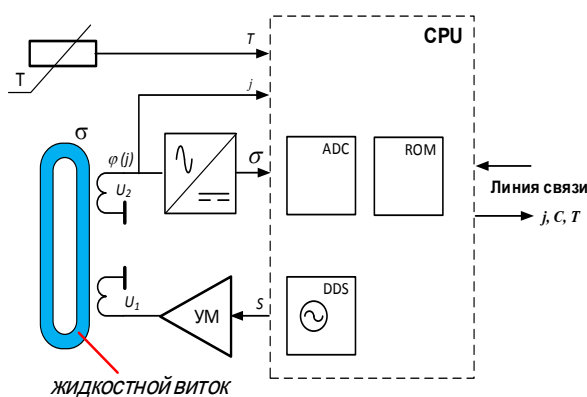 CPU
T
T
j
σ
φ (j)
σ
ADC
ROM
U2
Линия связи
j, C, T
DDS
U1
УМ
S
ЖИДКОСТНОЙ ВИТОК